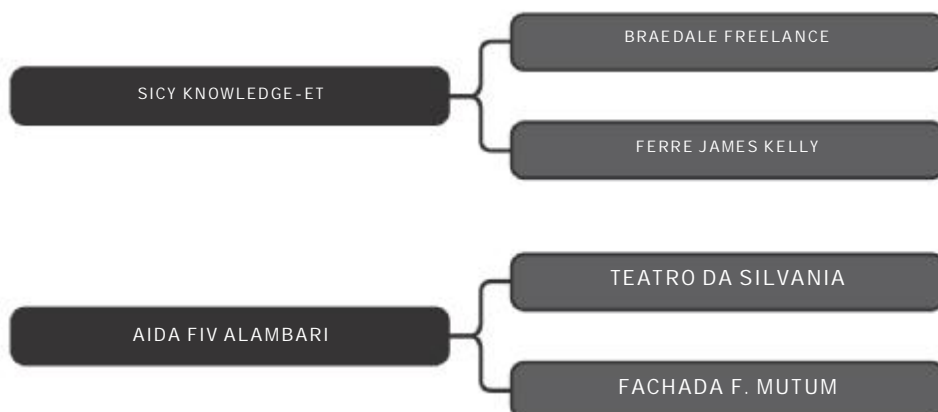 BRAEDALE FREELANCE
SICY KNOWLEDGE-ET
FERRE JAMES KELLY
TEATRO DA SILVANIA
AIDA FIV ALAMBARI
FACHADA F. MUTUM